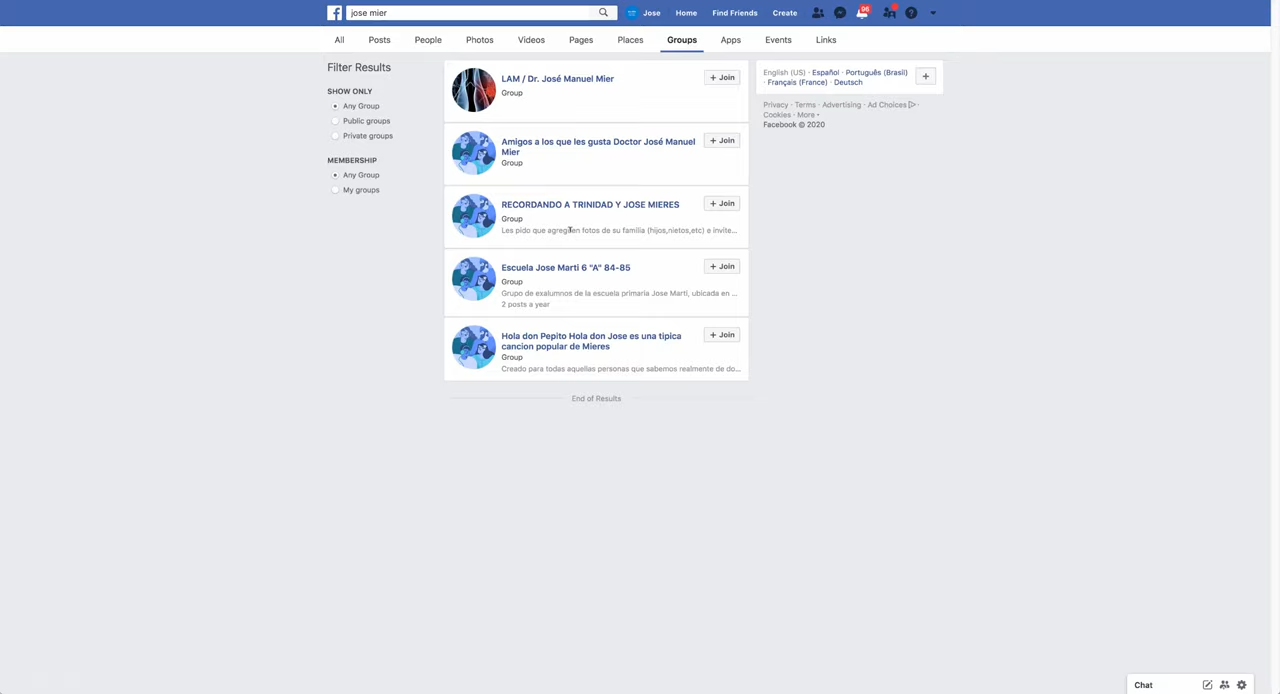 jose mier
Jose Home Find Friends Create 96
All Posts People Photos Videos Pages Places Groups Apps Events Links
Filter Results
SHOW ONLY
Any Group
Public groups
Private groups
MEMBERSHIP
Any Group
My groups
LAM / Dr. José Manuel Mier
Group
+ Join
Amigos a los que les gusta Doctor José Manuel
Mier
Group
+ Join
RECORDANDO A TRINIDAD Y JOSE MIERES
Group
Les pido que agreguen fotos de su familia (hijos,nietos,etc) e invite...
+ Join
Escuela Jose Marti 6 "A" 84-85
Group
Grupo de exalumnos de la escuela primaria Jose Martí, ubicada en ...
2 posts a year
+ Join
Hola don Pepito Hola don Jose es una tipica
cancion popular de Mieres
Group
Creado para todas aquellas personas que sabemos realmente de do...
+ Join
End of Results
English (US) · Español · Português (Brasil)
· Français (France) · Deutsch
+
Privacy · Terms · Advertising · Ad Choices ·
Cookies · More
Facebook © 2020
Chat